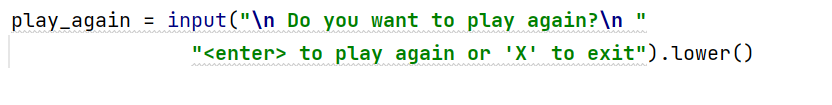 play_again = input("\n Do you want to play again?\n "
"<enter> to play again or 'X' to exit").lower()